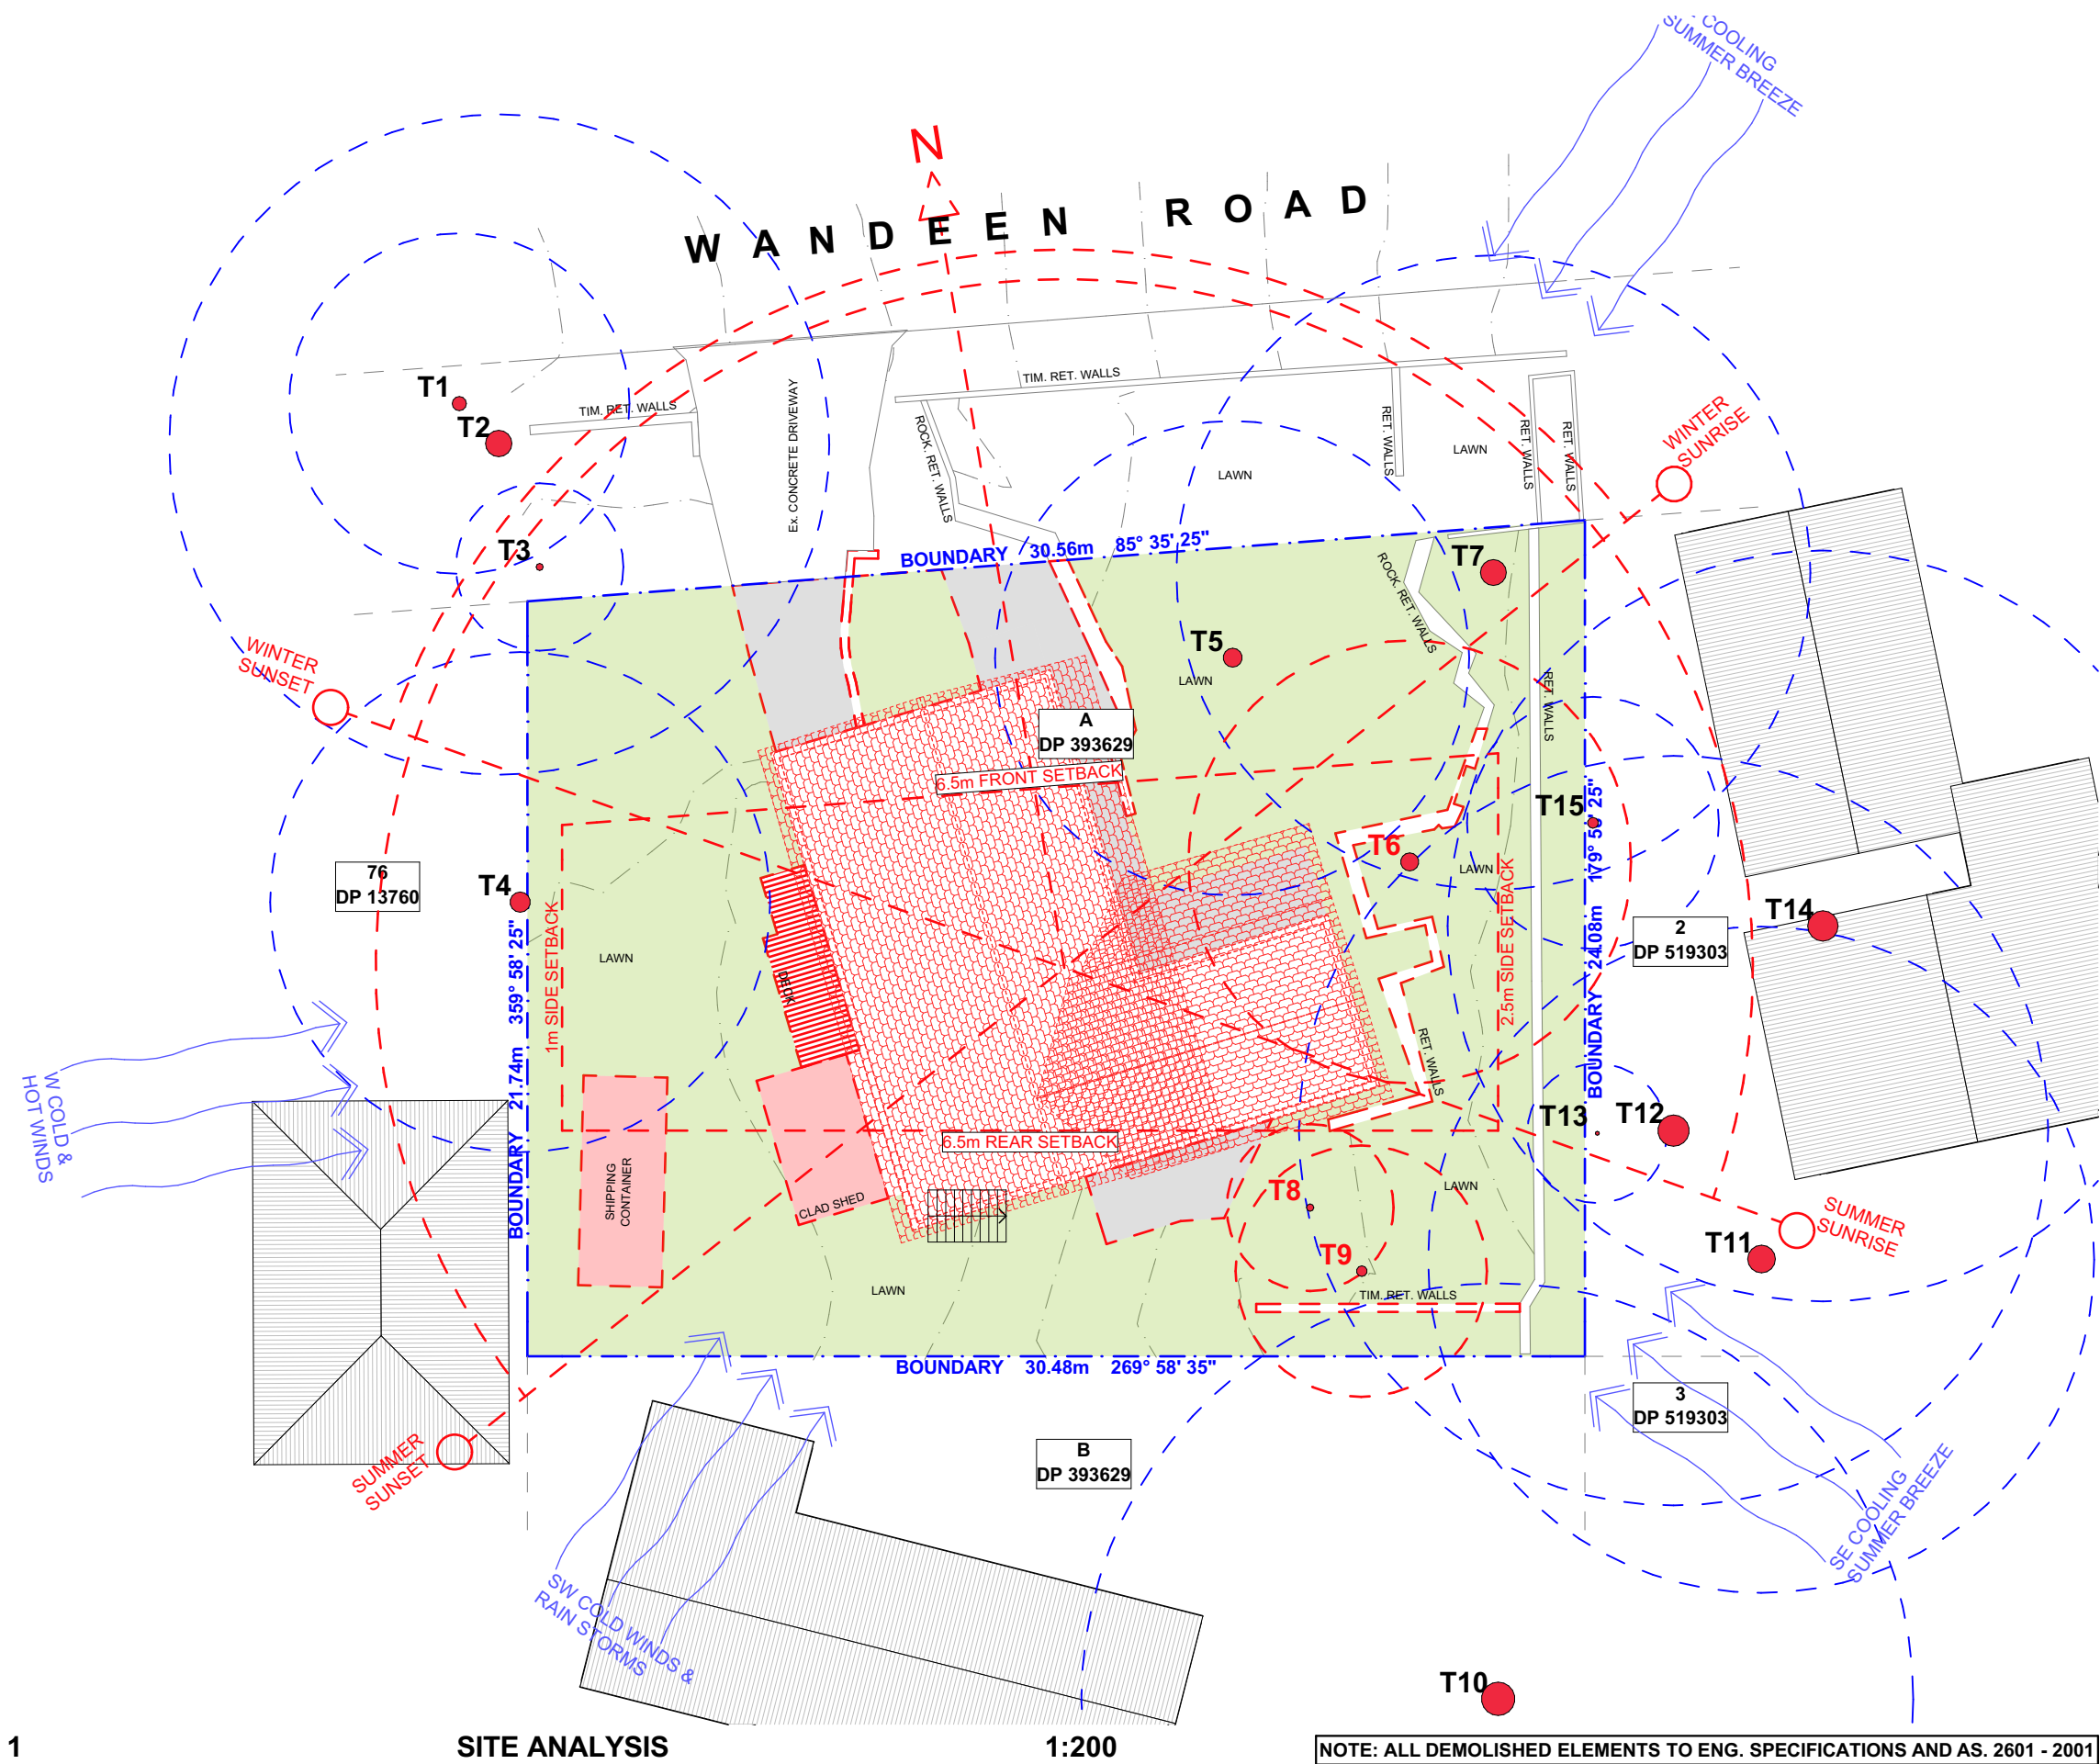 COOLING
SUMMER BREEZE
N
WANDEEN ROAD
T1
T2
TIM. RET. WALLS
TIM. RET. WALLS
Ex. CONCRETE DRIVEWAY
ROCK. RET. WALLS
RET. WALLS
LAWN
LAWN
RET. WALLS
RET. WALLS
WINTER
SUNRISE
T3
BOUNDARY 30.56m 85° 35' 25"
T7
ROCK. RET. WALLS
T5
LAWN
RET. WALLS
WINTER
SUNSET
A
DP 393629
6.5m FRONT SETBACK
T15
T6
LAWN
76
DP 13760
T4
T14
2
DP 519303
LAWN
DECK
1m SIDE SETBACK
BOUNDARY 21.74m 359° 58' 25"
2.5m SIDE SETBACK
BOUNDARY 24.08m
RET. WALLS
W COLD &
HOT WINDS
T13
T12
6.5m REAR SETBACK
SHIPPING
CONTAINER
CLAD SHED
T8
LAWN
T9
T11
SUMMER
SUNRISE
LAWN
TIM. RET. WALLS
BOUNDARY 30.48m 269° 58' 35"
3
DP 519303
B
DP 393629
SUMMER
SUNSET
SE COOLING
SUMMER BREEZE
SW COLD WINDS &
RAIN STORMS
T10
1
SITE ANALYSIS
1:200
NOTE: ALL DEMOLISHED ELEMENTS TO ENG. SPECIFICATIONS AND AS. 2601 - 2001